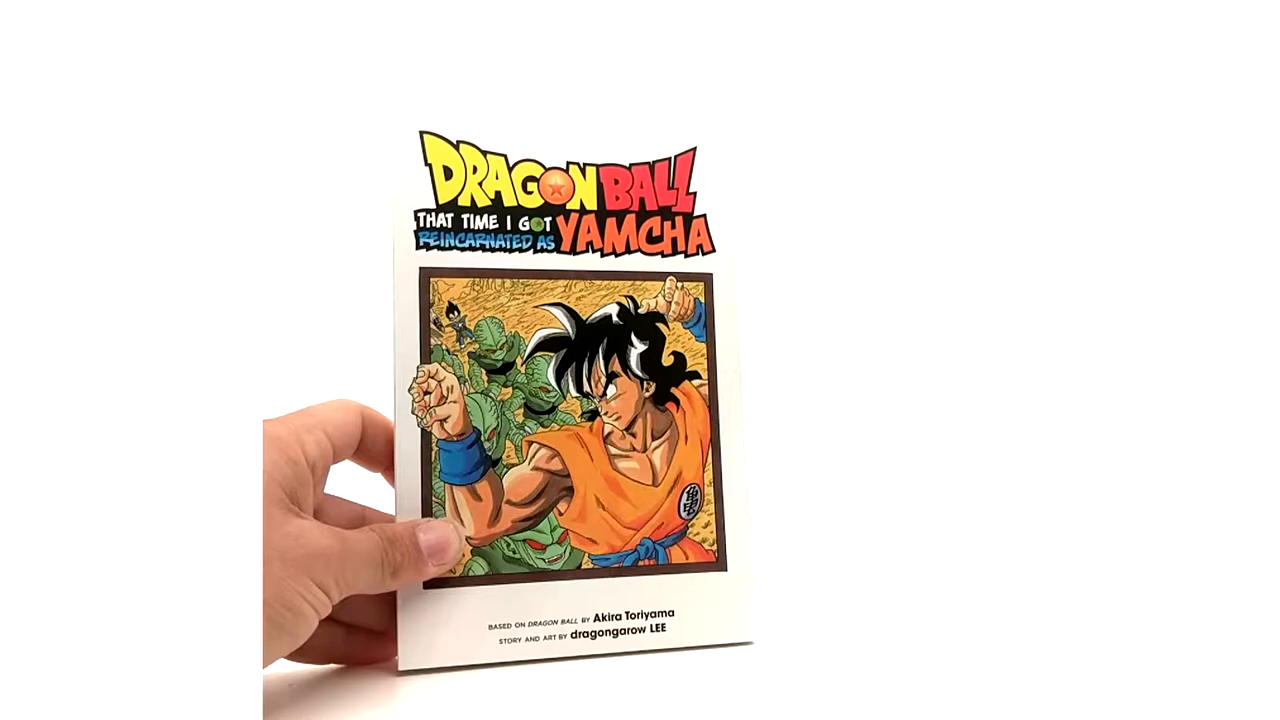 DRAGON BALL
THAT TIME I GOT
REINCARNATED AS YAMCHA
亀
BASED ON DRAGON BALL BY Akira Toriyama
STORY AND ART BY dragongarow LEE